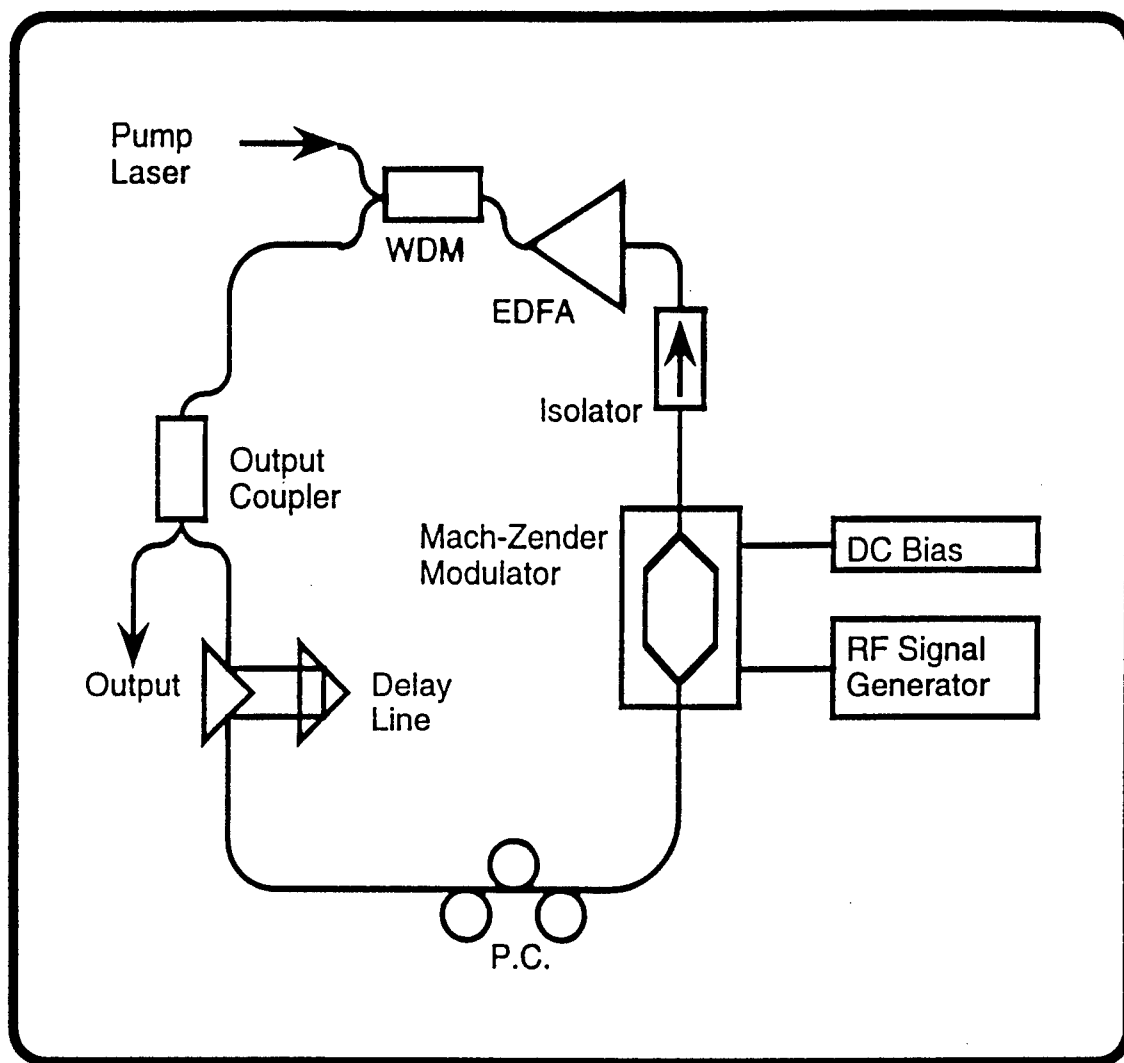 Pump
Laser
WDM
EDFA
Isolator
Output
Coupler
Mach-Zender
Modulator
DC Bias
RF Signal
Generator
Output
Delay
Line
P.C.